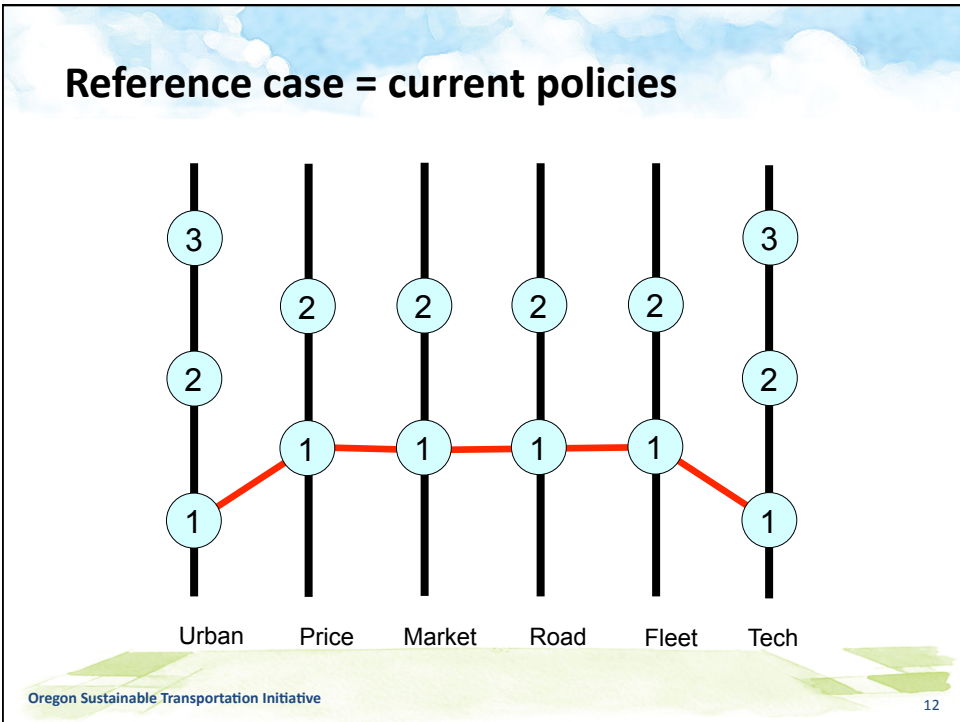 Reference case = current policies
3 3
2 2 2 2
2 2
1 1 1 1
1 1
Urban Price Market Road Fleet Tech
Oregon Sustainable Transportation Initiative
12